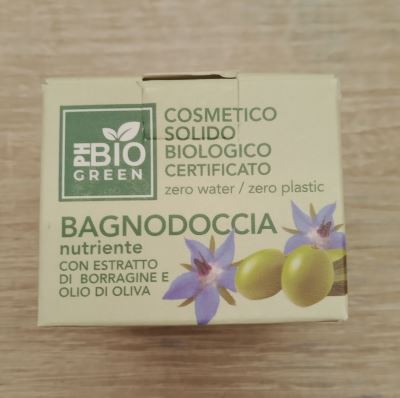 PH BIO
GREEN
COSMETICO
SOLIDO
BIOLOGICO
CERTIFICATO
zero water / zero plastic
BAGNODOCCIA
nutriente
CON ESTRATTO
DI BORRAGINE E
OLIO DI OLIVA